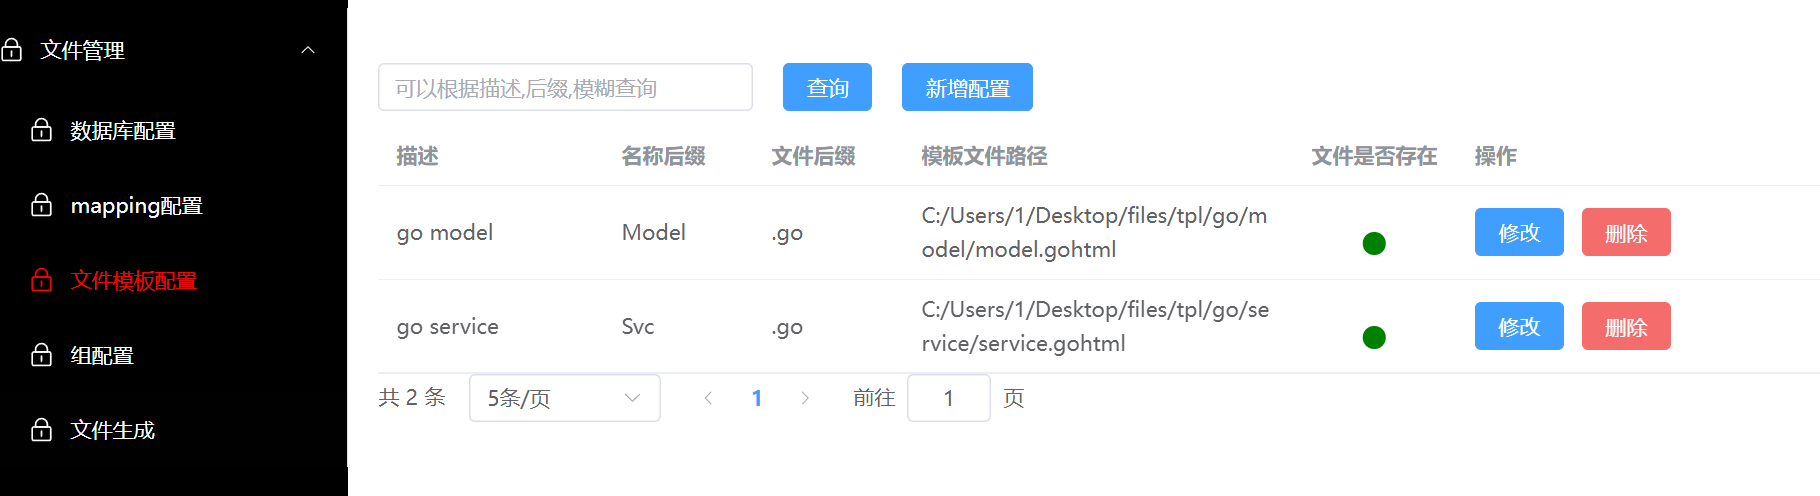 文件管理
数据库配置
mapping配置
文件模板配置
组配置
文件生成
可以根据描述,后缀,模糊查询 查询 新增配置
描述 名称后缀 文件后缀 模板文件路径 文件是否存在 操作
go model Model .go C:/Users/1/Desktop/files/tpl/go/m
odel/model.gohtml 修改 删除
go service Svc .go C:/Users/1/Desktop/files/tpl/go/se
rvice/service.gohtml 修改 删除
共 2 条 5条/页 1 前往 1 页